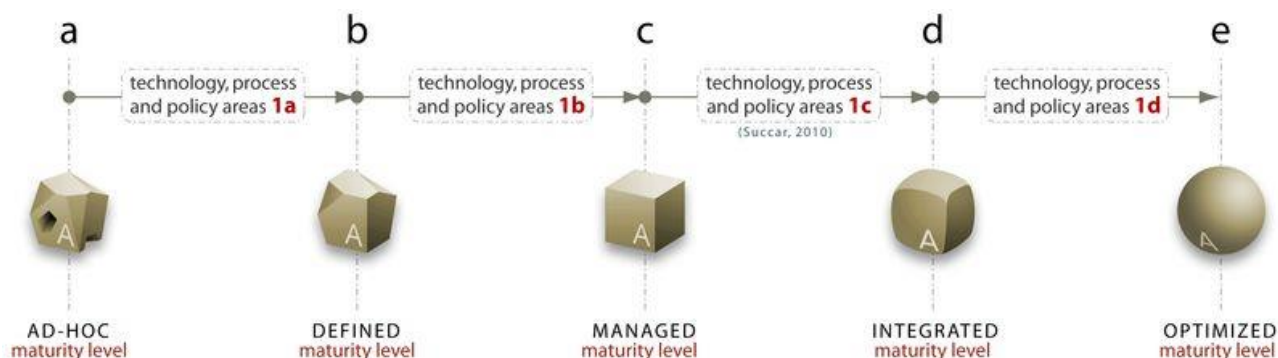 a
b
c
d
e
technology, process
and policy areas 1a
technology, process
and policy areas 1b
technology, process
and policy areas 1c
(Succar, 2010)
technology, process
and policy areas 1d
A
A
A
A
A
AD-HOC
maturity level
DEFINED
maturity level
MANAGED
maturity level
INTEGRATED
maturity level
OPTIMIZED
maturity level